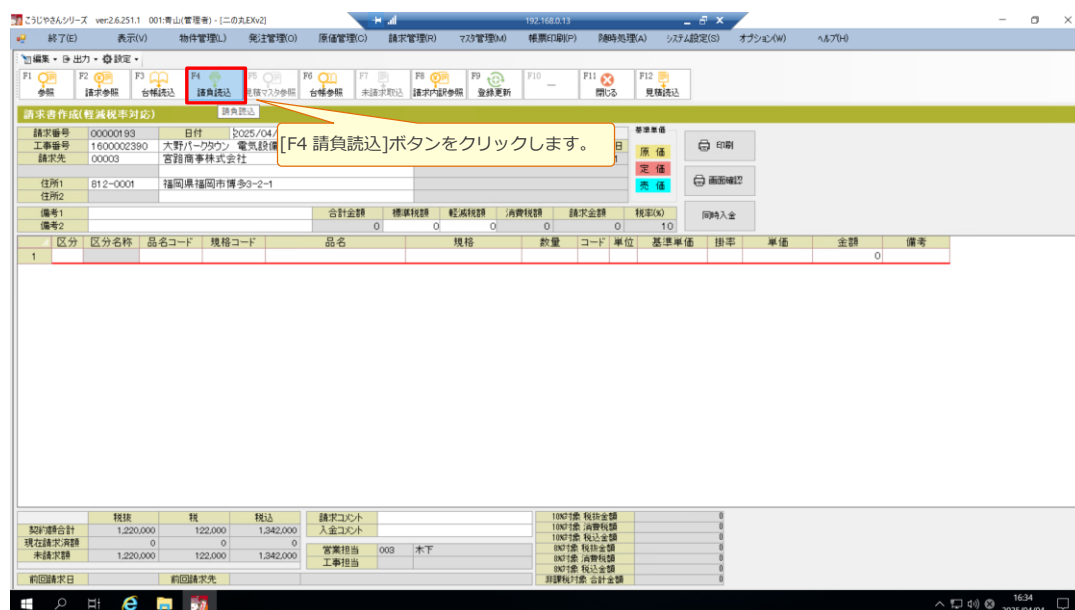 こうじやさんシリーズ ver:2.6.251.1 001:青山(管理者) - [二の丸EXv2]
192.168.0.13
終了(E) 表示(V) 物件管理(L) 発注管理(O) 原価管理(C) 請求管理(R) マスタ管理(M) 帳票印刷(P) 随時処理(A) システム設定(S) オプション(W) ヘルプ(H)
編集 出力 設定
F1 F2 F3 F4 F5 F6 F7 F8 F9 F10 F11 F12
参照 請求参照 台帳読込 請負読込 見積マスタ参照 台帳参照 未請求取込 請求内訳参照 登録更新 — 閉じる 見積読込
請求書作成(軽減税率対応)
請負読込
[F4 請負読込]ボタンをクリックします。
請求番号 00000193 日付 2025/04/
工事番号 1600002390 大野パークタウン 電気設備
請求先 00003 宮路商事株式会社
住所1 812-0001 福岡県福岡市博多3-2-1
住所2
日
基準単価
原 価
定 価
売 価
印刷
画面確認
同時入金
備考1 合計金額 標準税額 軽減税額 消費税額 請求金額 税率(%)
備考2 0 0 0 0 0 10
区分 区分名称 品名コード 規格コード 品名 規格 数量 コード 単位 基準単価 掛率 単価 金額 備考
1 0
税抜 税 税込
契約額合計 1,220,000 122,000 1,342,000
現在請求済額 0 0 0
未請求額 1,220,000 122,000 1,342,000
前回請求日 前回請求先
請求コメント
入金コメント
営業担当 003 木下
工事担当
10%対象 税抜金額 0
10%対象 消費税額 0
10%対象 税込金額 0
8%対象 税抜金額 0
8%対象 消費税額 0
8%対象 税込金額 0
非課税対象 合計金額 0
16:34
2025/04/04